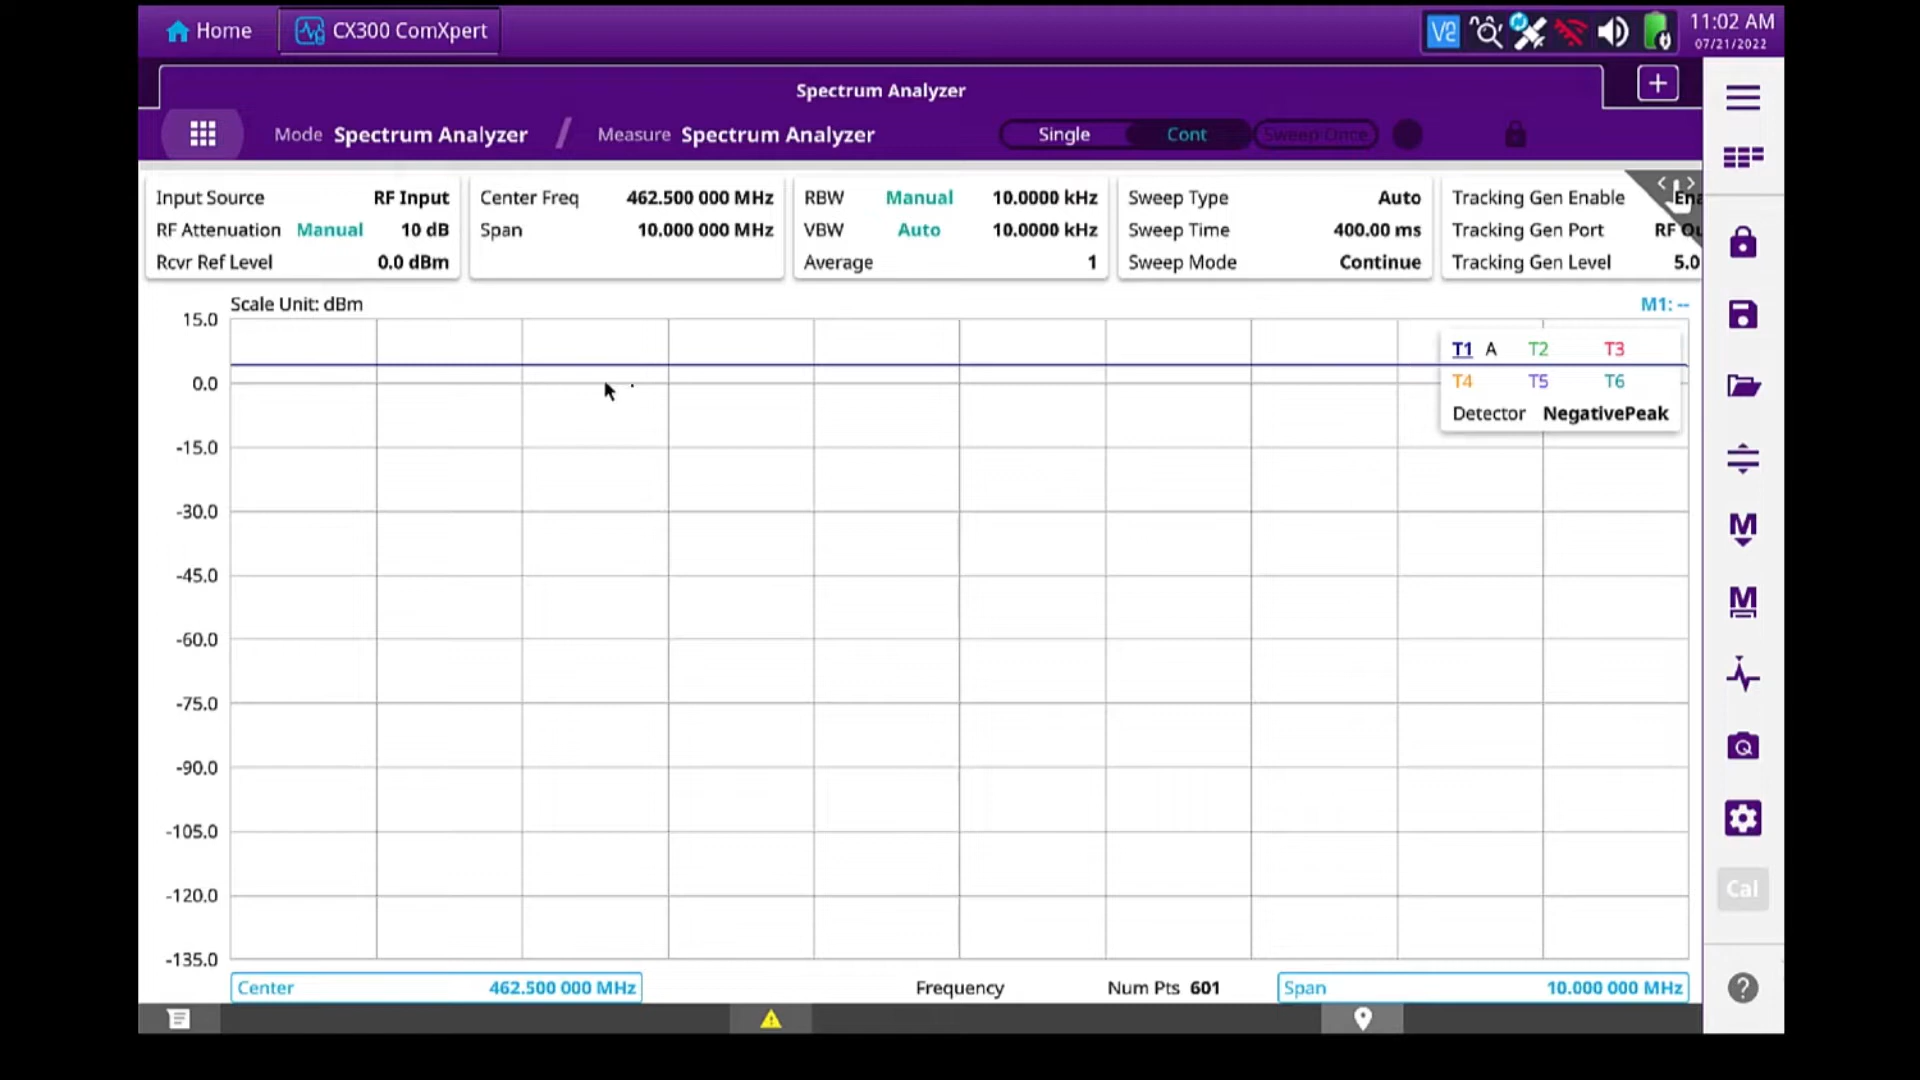 Home
CX300 ComXpert
11:02 AM
07/21/2022
Spectrum Analyzer
Mode Spectrum Analyzer / Measure Spectrum Analyzer
Single Cont Sweep Once
Input Source RF Input
RF Attenuation Manual 10 dB
Rcvr Ref Level 0.0 dBm
Center Freq 462.500 000 MHz
Span 10.000 000 MHz
RBW Manual 10.0000 kHz
VBW Auto 10.0000 kHz
Average 1
Sweep Type Auto
Sweep Time 400.00 ms
Sweep Mode Continue
Tracking Gen Enable Ena
Tracking Gen Port RF Ou
Tracking Gen Level 5.0
Scale Unit: dBm
M1: --
15.0
0.0
-15.0
-30.0
-45.0
-60.0
-75.0
-90.0
-105.0
-120.0
-135.0
T1 A T2 T3
T4 T5 T6
Detector NegativePeak
M
M
Cal
Center 462.500 000 MHz
Frequency
Num Pts 601
Span 10.000 000 MHz